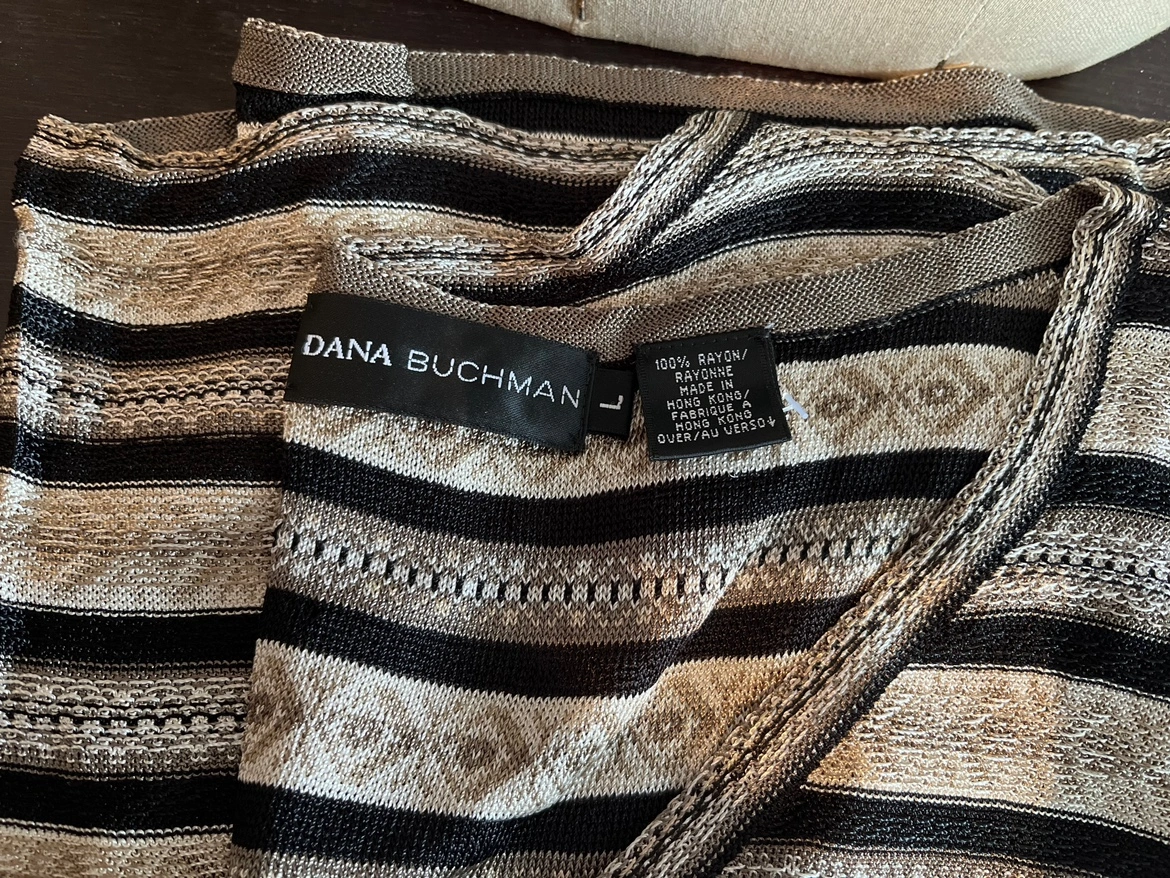 DANA BUCHMAN
L
100% RAYON/
RAYONNE
MADE IN
HONG KONG/
FABRIQUE A
HONG KONG
OVER/AU VERSO↓